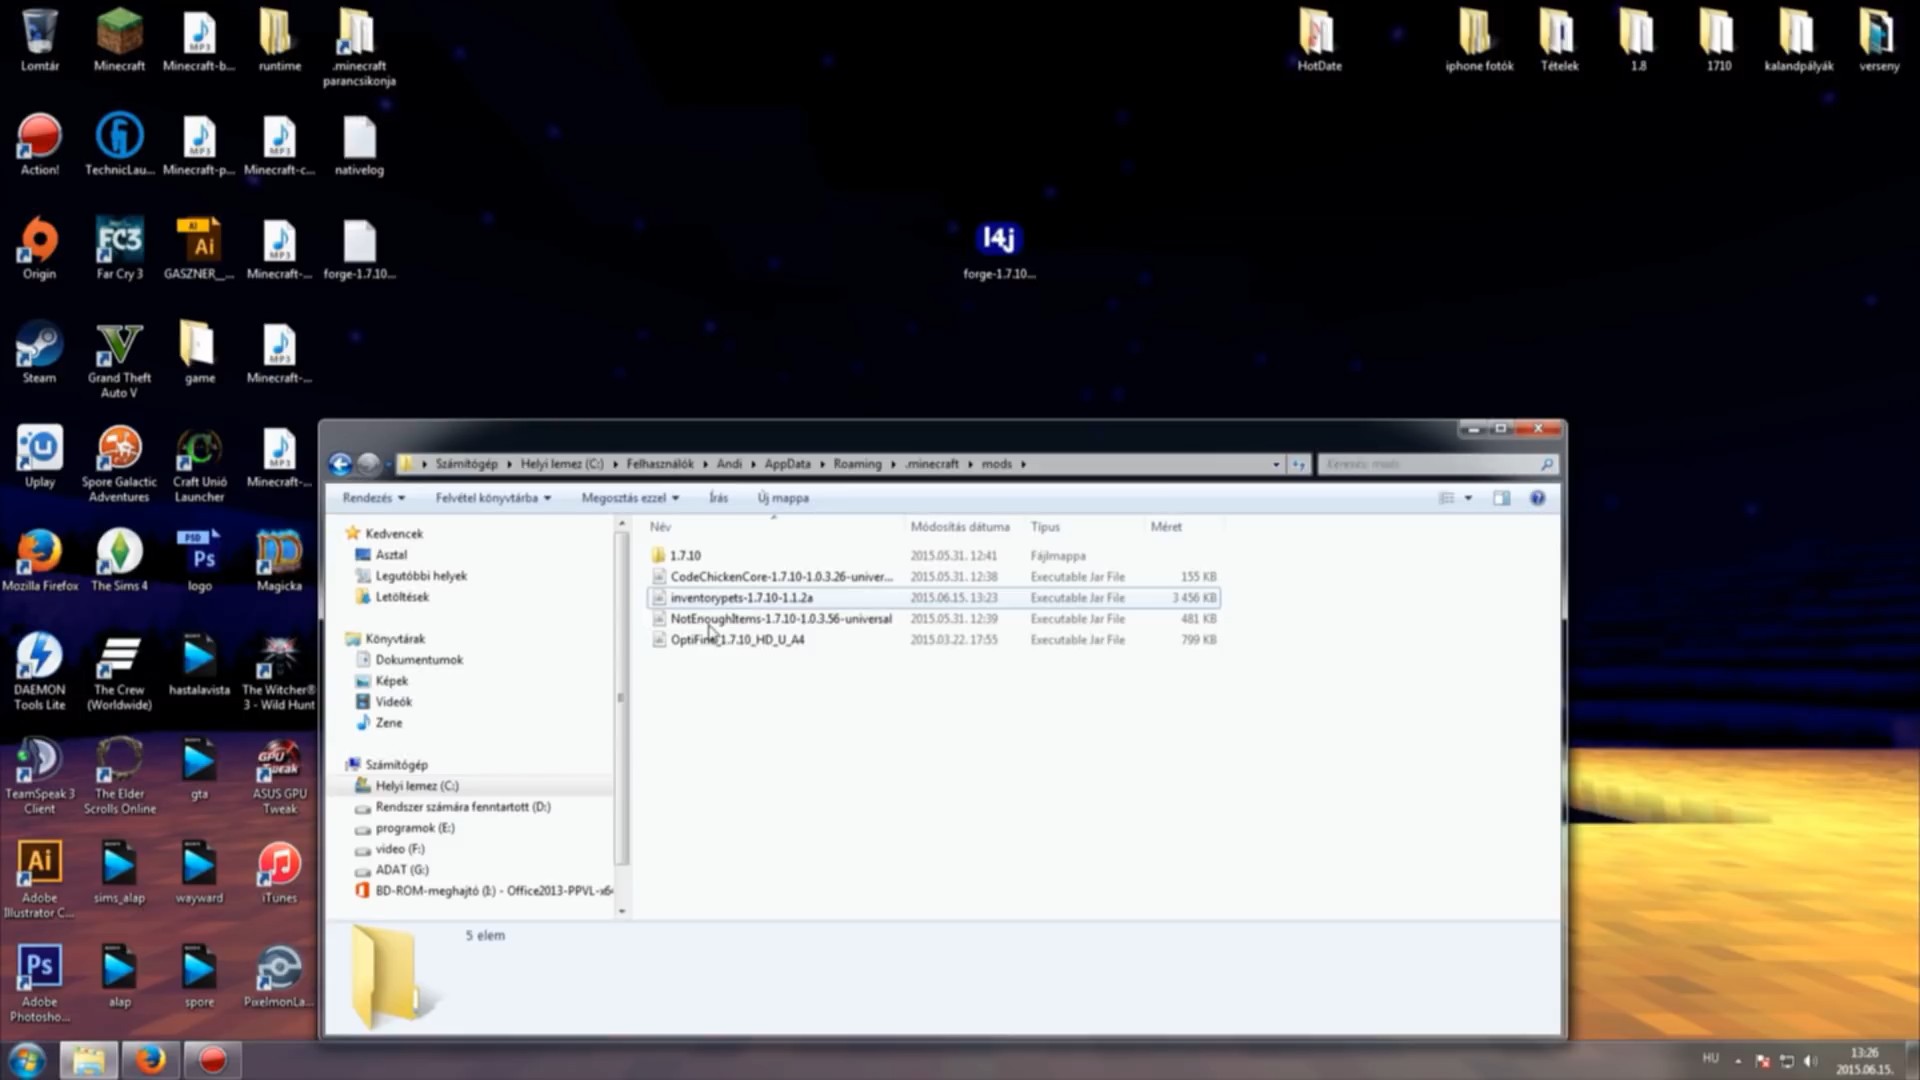 Lomtár
Minecraft
Minecraft-b...
runtime
.minecraft
parancsikonja
HotDate
iphone fotók
Tételek
1.8
1710
kalandpályák
verseny
Action!
TechnicLau...
Minecraft-p...
Minecraft-c...
nativelog
Origin
Far Cry 3
GASZNER__...
Minecraft-...
forge-1.7.10...
l4j
forge-1.7.10...
Steam
Grand Theft
Auto V
game
Minecraft-...
Uplay
Spore Galactic
Adventures
Craft Unió
Launcher
Minecraft-...
Mozilla Firefox
The Sims 4
logo
Magicka
DAEMON
Tools Lite
The Crew
(Worldwide)
hastalavista
The Witcher®
3 - Wild Hunt
TeamSpeak 3
Client
The Elder
Scrolls Online
gta
ASUS GPU
Tweak
Adobe
Illustrator C...
sims_alap
wayward
iTunes
Adobe
Photosho...
alap
spore
PixelmonLa...
Számítógép
Helyi lemez (C:)
Felhasználók
Andi
AppData
Roaming
.minecraft
mods
Keresés: mods
Rendezés
Felvétel könyvtárba
Megosztás ezzel
Írás
Új mappa
Kedvencek
Asztal
Legutóbbi helyek
Letöltések
Könyvtárak
Dokumentumok
Képek
Videók
Zene
Számítógép
Helyi lemez (C:)
Rendszer számára fenntartott (D:)
programok (E:)
video (F:)
ADAT (G:)
BD-ROM-meghajtó (I:) - Office2013-PPVL-x64
Név Módosítás dátuma Típus Méret
1.7.10 2015.05.31. 12:41 Fájlmappa
CodeChickenCore-1.7.10-1.0.3.26-univer... 2015.05.31. 12:38 Executable Jar File 155 KB
inventorypets-1.7.10-1.1.2a 2015.06.15. 13:23 Executable Jar File 3 456 KB
NotEnoughItems-1.7.10-1.0.3.56-universal 2015.05.31. 12:39 Executable Jar File 481 KB
OptiFine_1.7.10_HD_U_A4 2015.03.22. 17:55 Executable Jar File 799 KB
5 elem
HU
13:26
2015.06.15.